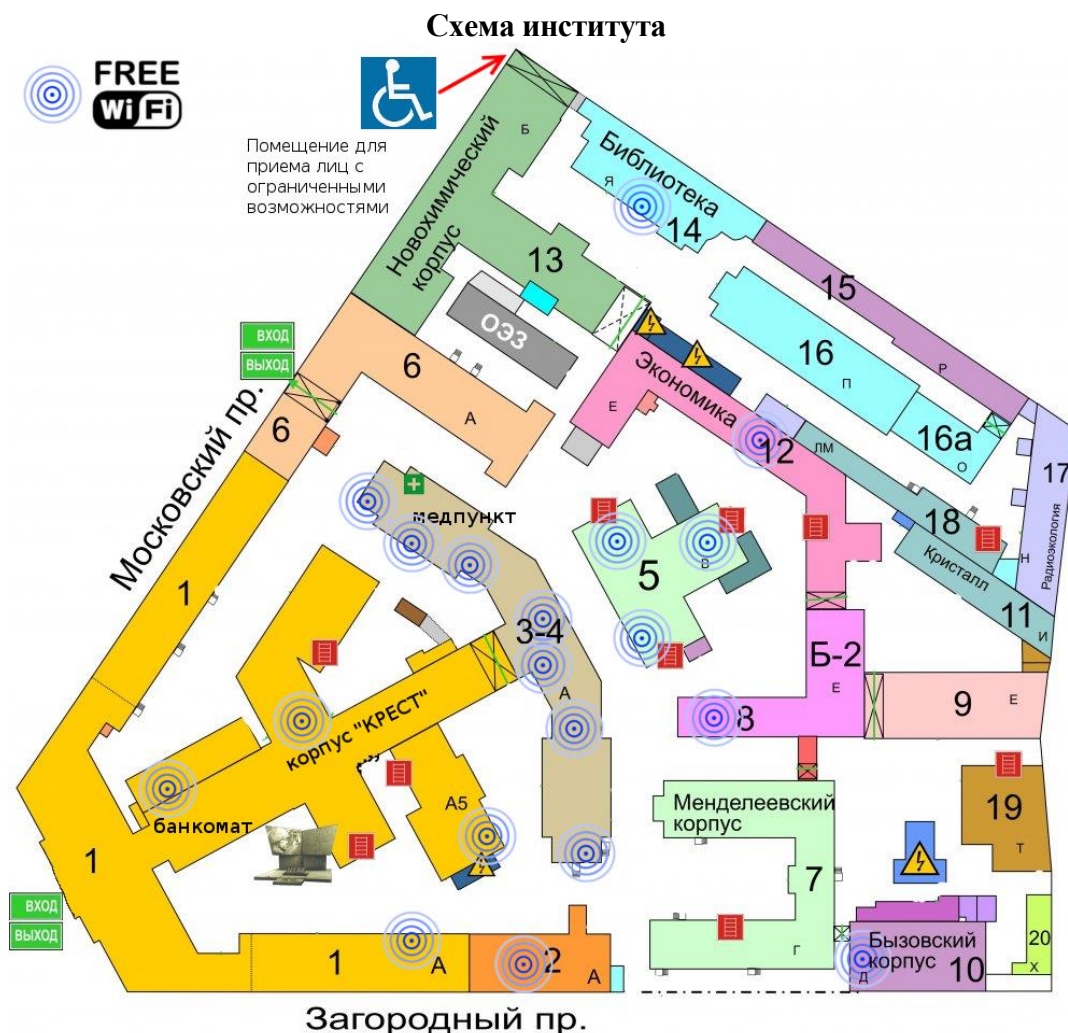 Схема института
FREE
Wi Fi
Помещение для
приема лиц с
ограниченными
возможностями
Б
Новохимический
корпус
Библиотека
Я
14
13
15
Р
ОЭЗ
16
П
16а
О
ВХОД
ВЫХОД
Московский пр.
6
А
6
Экономика
Е
12
ЛМ
18
17
Радиоэкология
Н
Кристалл
11
И
медпункт
5
В
1
3-4
А
Б-2
Е
8
9
Е
корпус "КРЕСТ"
А5
банкомат
Менделеевский
корпус
7
Г
19
Т
1
ВХОД
ВЫХОД
1
А
2
А
Бызовский
корпус
Д
10
20
Х
Загородный пр.